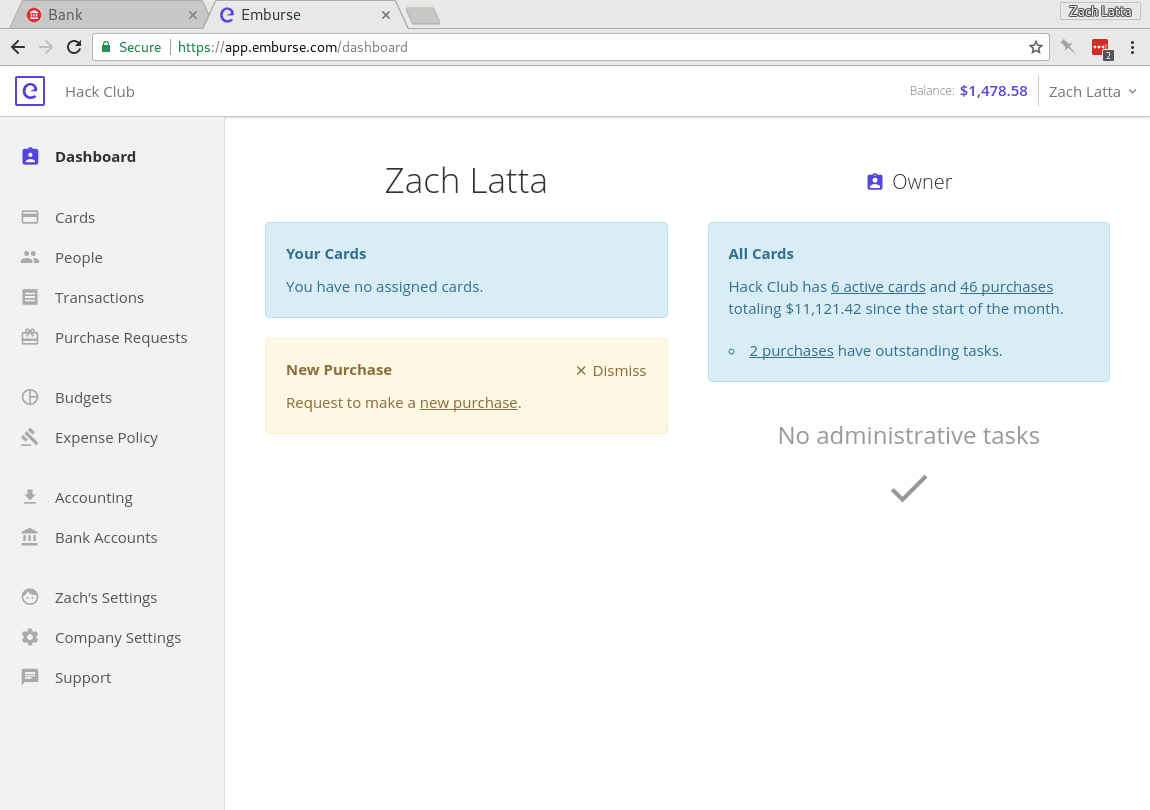 Bank
Emburse
Zach Latta
Secure https://app.emburse.com/dashboard
2
Hack Club
Balance: $1,478.58
Zach Latta
Dashboard
Cards
People
Transactions
Purchase Requests
Budgets
Expense Policy
Accounting
Bank Accounts
Zach’s Settings
Company Settings
Support
Zach Latta
Your Cards
You have no assigned cards.
New Purchase
× Dismiss
Request to make a new purchase.
Owner
All Cards
Hack Club has 6 active cards and 46 purchases
totaling $11,121.42 since the start of the month.
2 purchases have outstanding tasks.
No administrative tasks